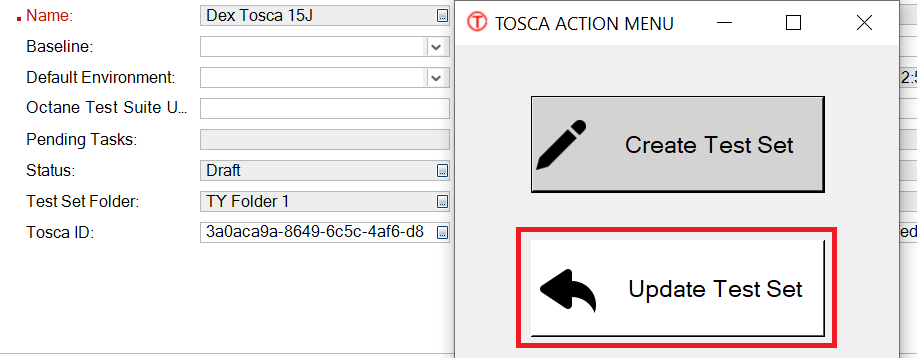 Name: Dex Tosca 15J
Baseline:
Default Environment:
Octane Test Suite U...
Pending Tasks:
Status: Draft
Test Set Folder: TY Folder 1
Tosca ID: 3a0aca9a-8649-6c5c-4af6-d8
TOSCA ACTION MENU
Create Test Set
Update Test Set
2:5
ed